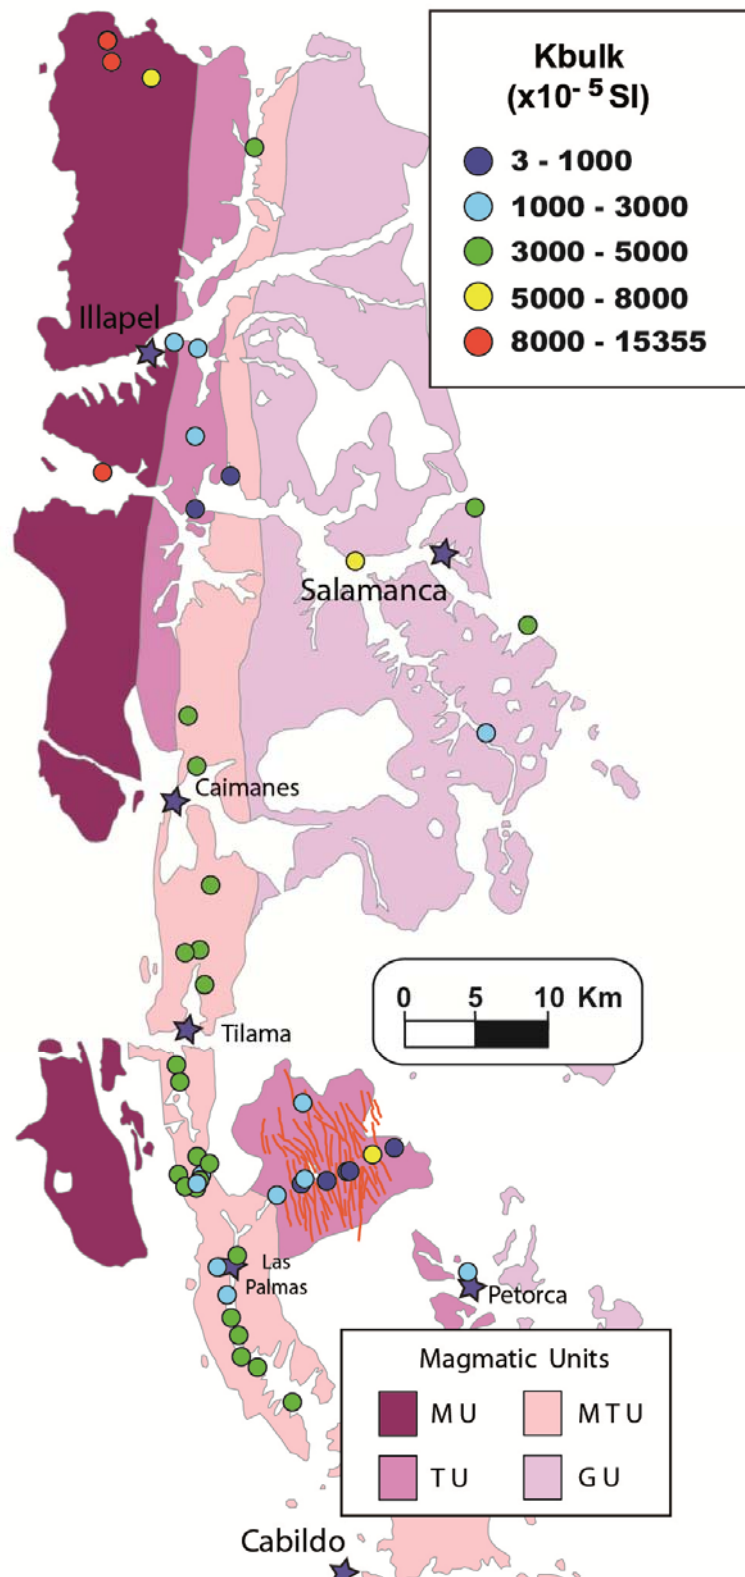 Kbulk
(x10- 5 SI)
3 - 1000
1000 - 3000
3000 - 5000
5000 - 8000
8000 - 15355
Illapel
Salamanca
Caimanes
0 5 10 Km
Tilama
Las
Palmas
Petorca
Magmatic Units
MU MTU
TU GU
Cabildo